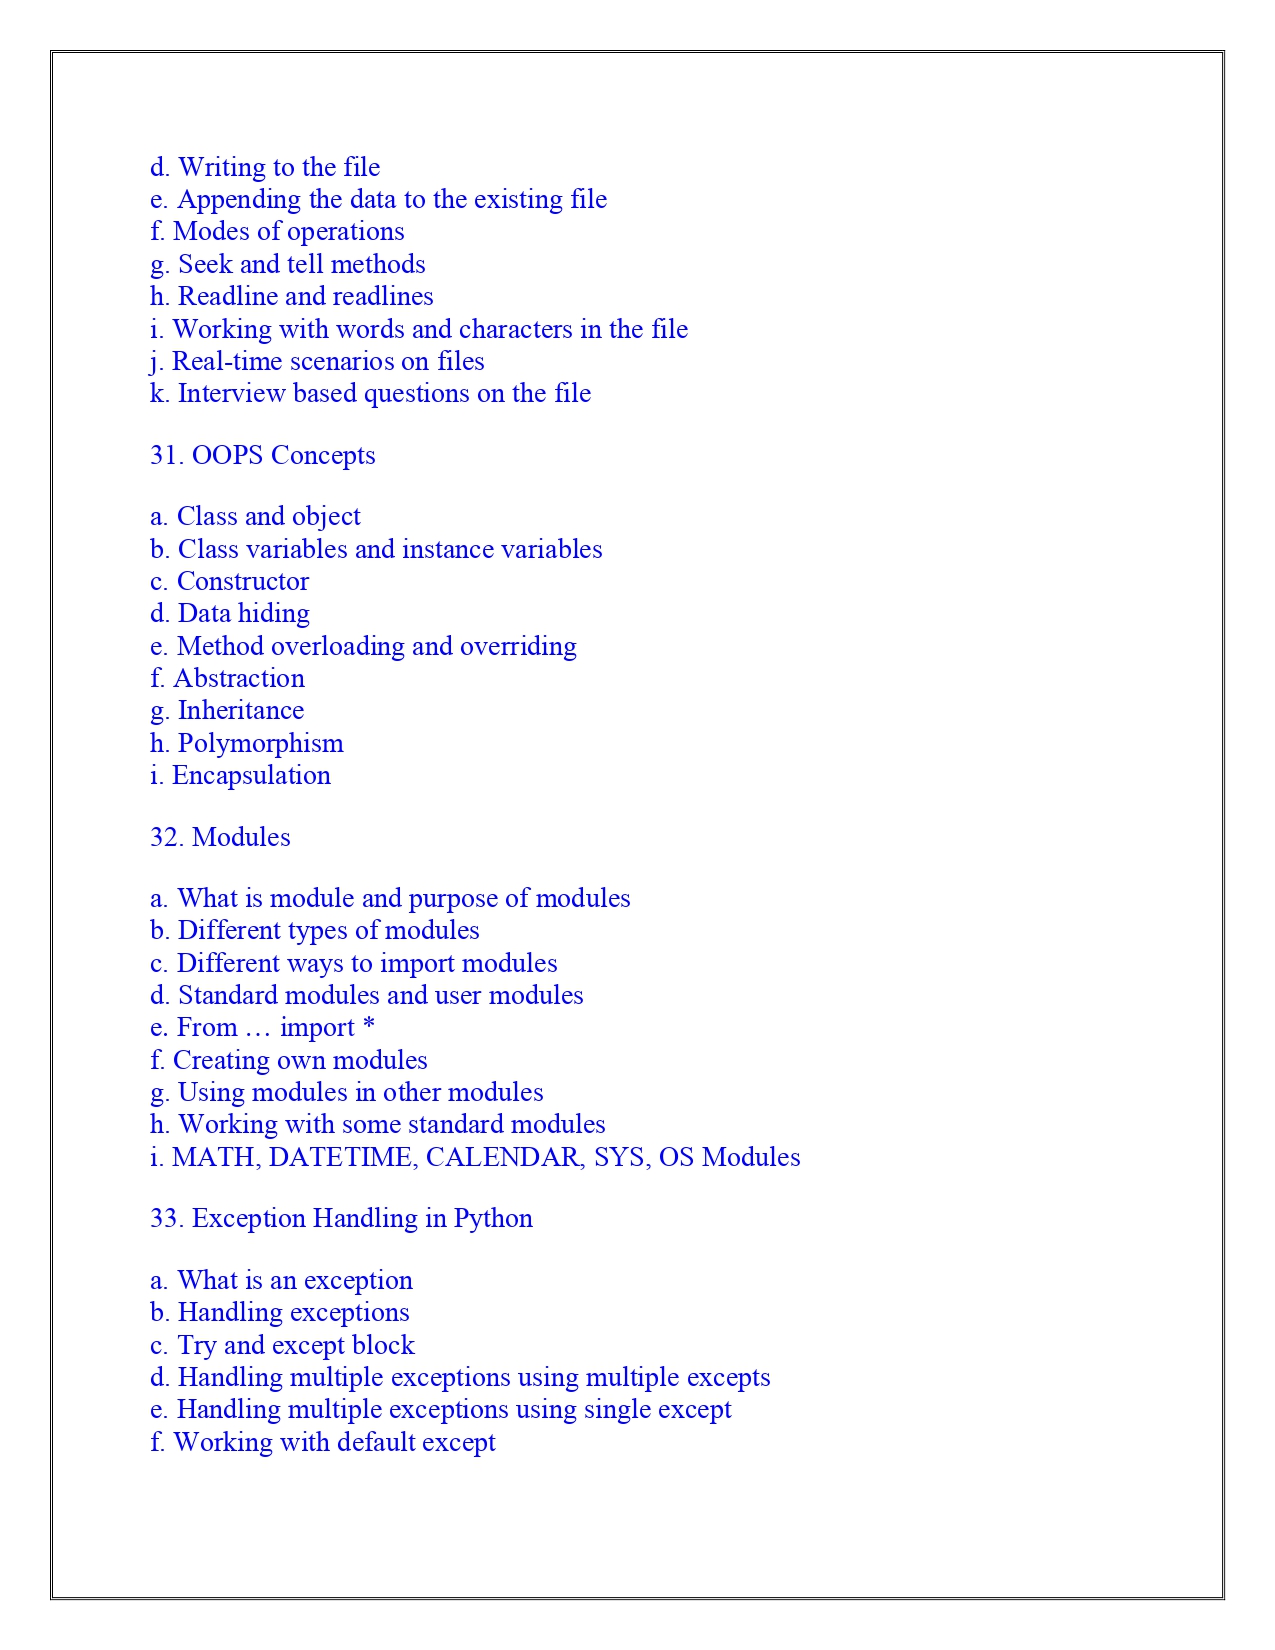 d. Writing to the file
e. Appending the data to the existing file
f. Modes of operations
g. Seek and tell methods
h. Readline and readlines
i. Working with words and characters in the file
j. Real-time scenarios on files
k. Interview based questions on the file
31. OOPS Concepts
a. Class and object
b. Class variables and instance variables
c. Constructor
d. Data hiding
e. Method overloading and overriding
f. Abstraction
g. Inheritance
h. Polymorphism
i. Encapsulation
32. Modules
a. What is module and purpose of modules
b. Different types of modules
c. Different ways to import modules
d. Standard modules and user modules
e. From … import *
f. Creating own modules
g. Using modules in other modules
h. Working with some standard modules
i. MATH, DATETIME, CALENDAR, SYS, OS Modules
33. Exception Handling in Python
a. What is an exception
b. Handling exceptions
c. Try and except block
d. Handling multiple exceptions using multiple excepts
e. Handling multiple exceptions using single except
f. Working with default except